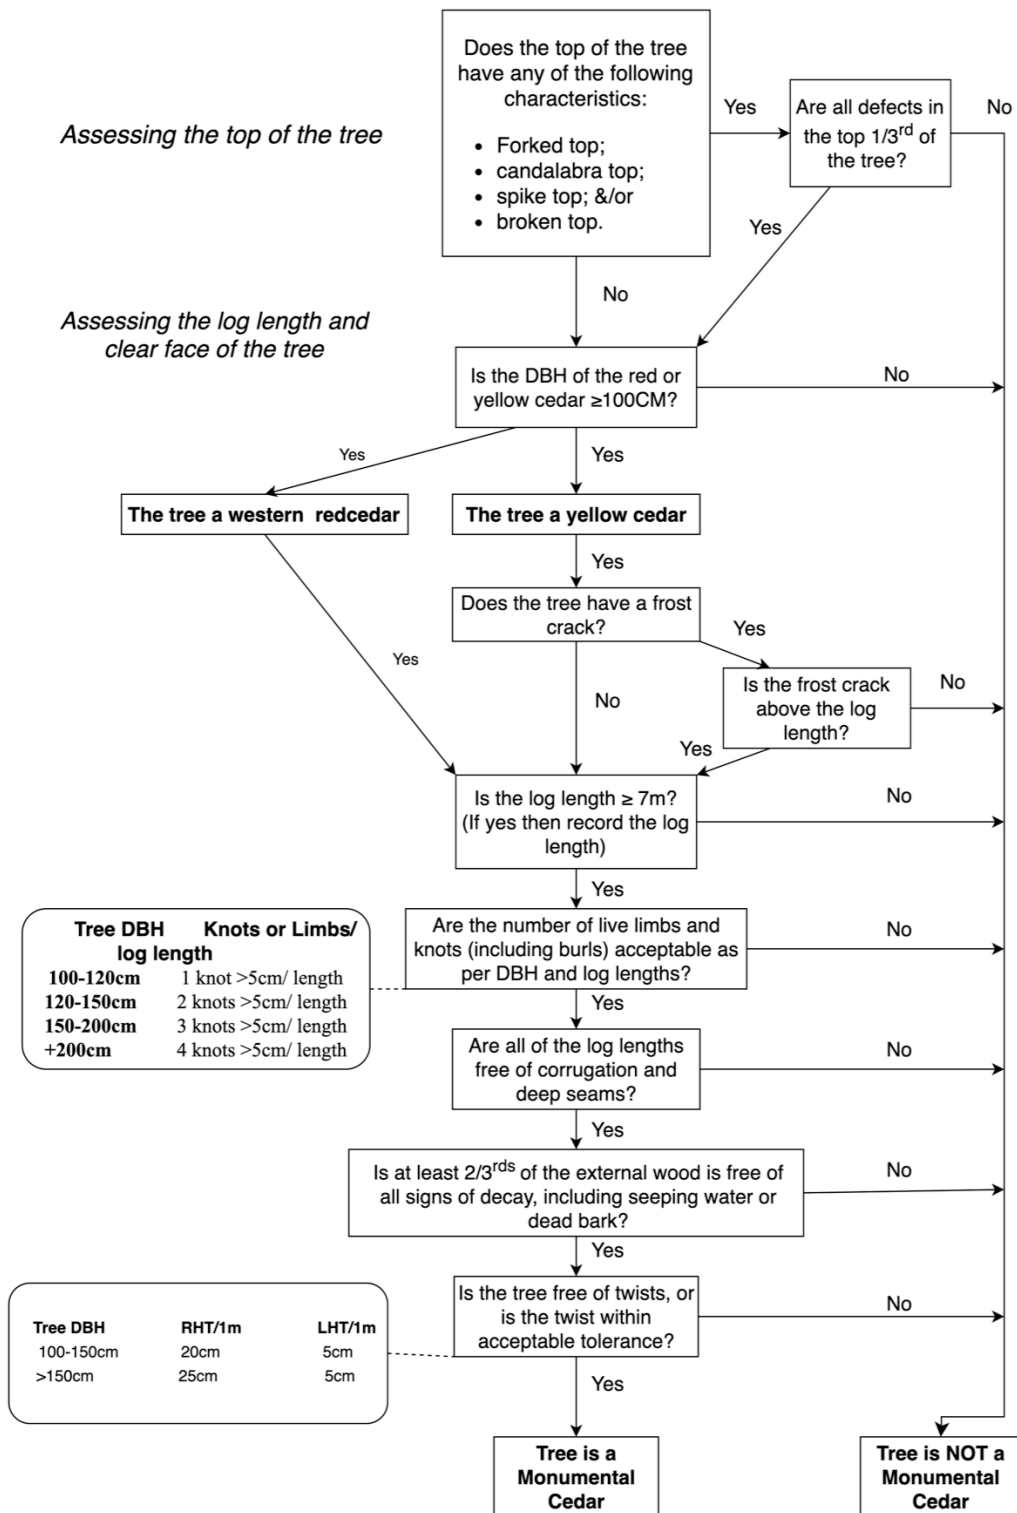 Does the top of the tree
have any of the following
characteristics:
• Forked top;
• candalabra top;
• spike top; &/or
• broken top.
Yes
Are all defects in
the top 1/3rd of
the tree?
No
Assessing the top of the tree
Yes
No
Assessing the log length and
clear face of the tree
Is the DBH of the red or
yellow cedar ≥100CM?
No
Yes
Yes
The tree a western redcedar
The tree a yellow cedar
Yes
Does the tree have a frost
crack?
Yes
Yes
No
Is the frost crack
above the log
length?
No
Yes
Is the log length ≥ 7m?
(If yes then record the log
length)
No
Yes
Are the number of live limbs and
knots (including burls) acceptable as
per DBH and log lengths?
No
Tree DBH Knots or Limbs/
log length
100-120cm 1 knot >5cm/ length
120-150cm 2 knots >5cm/ length
150-200cm 3 knots >5cm/ length
+200cm 4 knots >5cm/ length
Yes
Are all of the log lengths
free of corrugation and
deep seams?
No
Yes
Is at least 2/3rds of the external wood is free of
all signs of decay, including seeping water or
dead bark?
No
Yes
Is the tree free of twists, or
is the twist within
acceptable tolerance?
No
Tree DBH RHT/1m LHT/1m
100-150cm 20cm 5cm
>150cm 25cm 5cm
Yes
Tree is a
Monumental
Cedar
Tree is NOT a
Monumental
Cedar